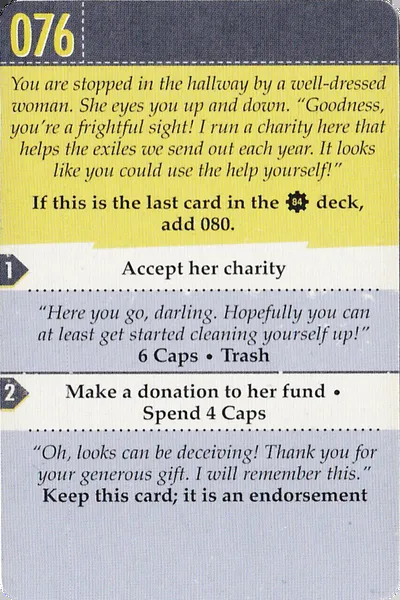 076
You are stopped in the hallway by a well-dressed
woman. She eyes you up and down. “Goodness,
you’re a frightful sight! I run a charity here that
helps the exiles we send out each year. It looks
like you could use the help yourself!”
If this is the last card in the 84 deck,
add 080.
1
Accept her charity
“Here you go, darling. Hopefully you can
at least get started cleaning yourself up!”
6 Caps • Trash
2
Make a donation to her fund •
Spend 4 Caps
“Oh, looks can be deceiving! Thank you for
your generous gift. I will remember this.”
Keep this card; it is an endorsement